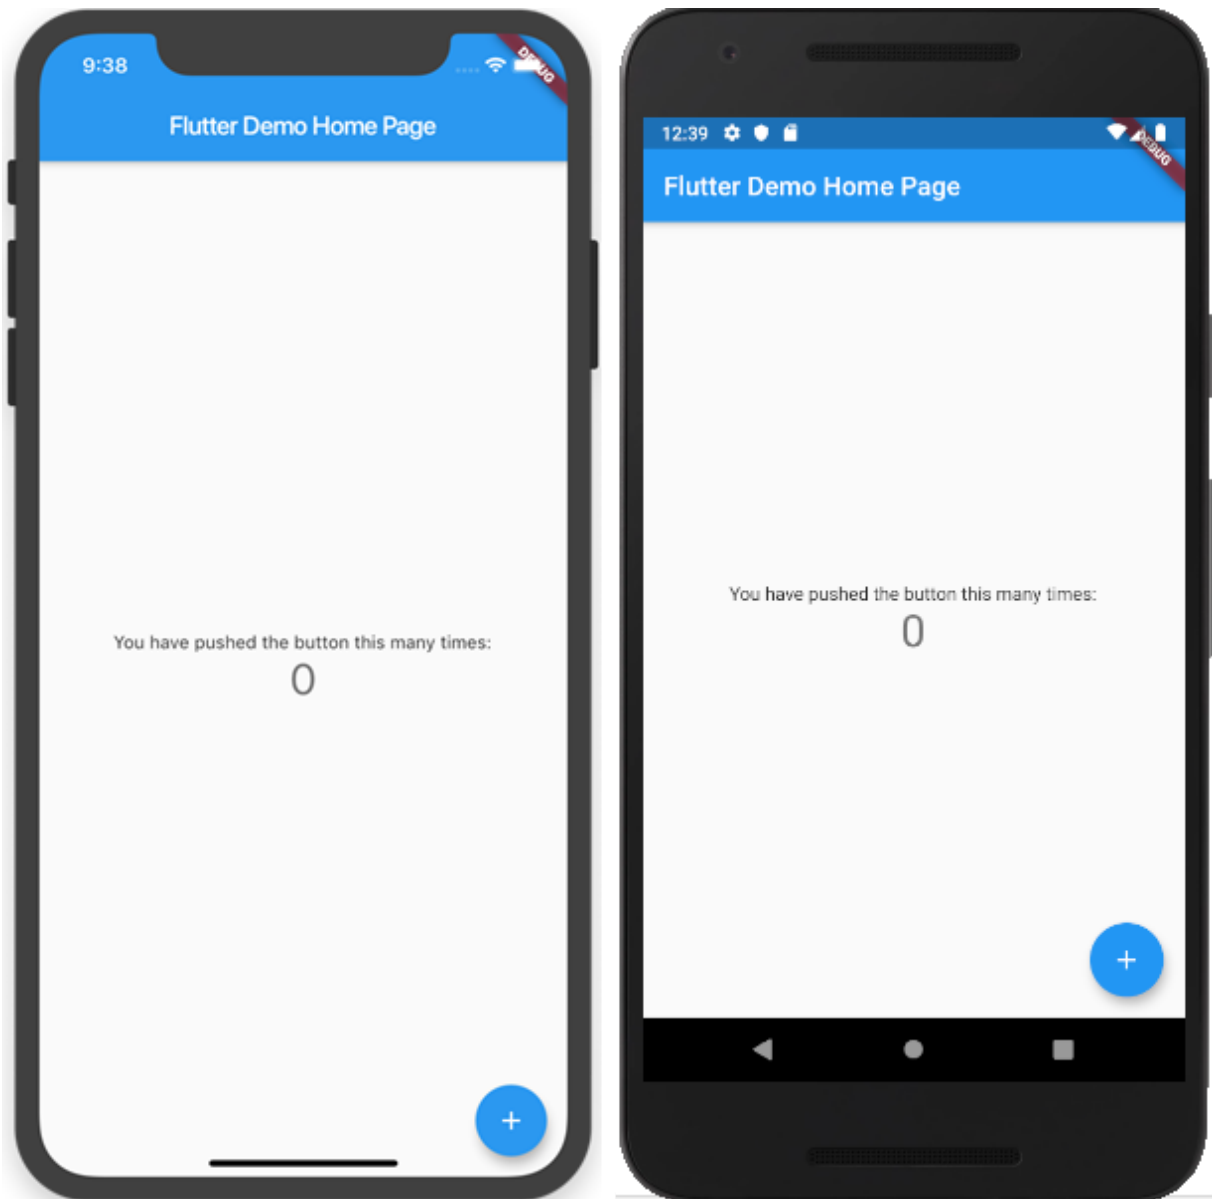 9:38
DEBUG
Flutter Demo Home Page
You have pushed the button this many times:
0
+
12:39
DEBUG
Flutter Demo Home Page
You have pushed the button this many times:
0
+